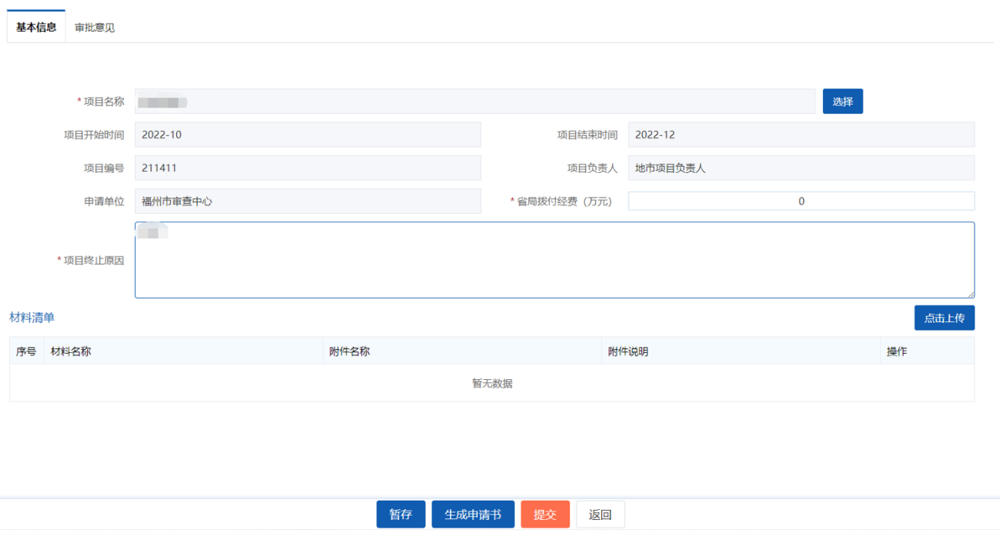 基本信息 审批意见
*项目名称 选择
项目开始时间 2022-10 项目结束时间 2022-12
项目编号 211411 项目负责人 地市项目负责人
申请单位 福州市审查中心 *省局拨付经费（万元） 0
*项目终止原因
材料清单 点击上传
序号 材料名称 附件名称 附件说明 操作
暂无数据
暂存 生成申请书 提交 返回